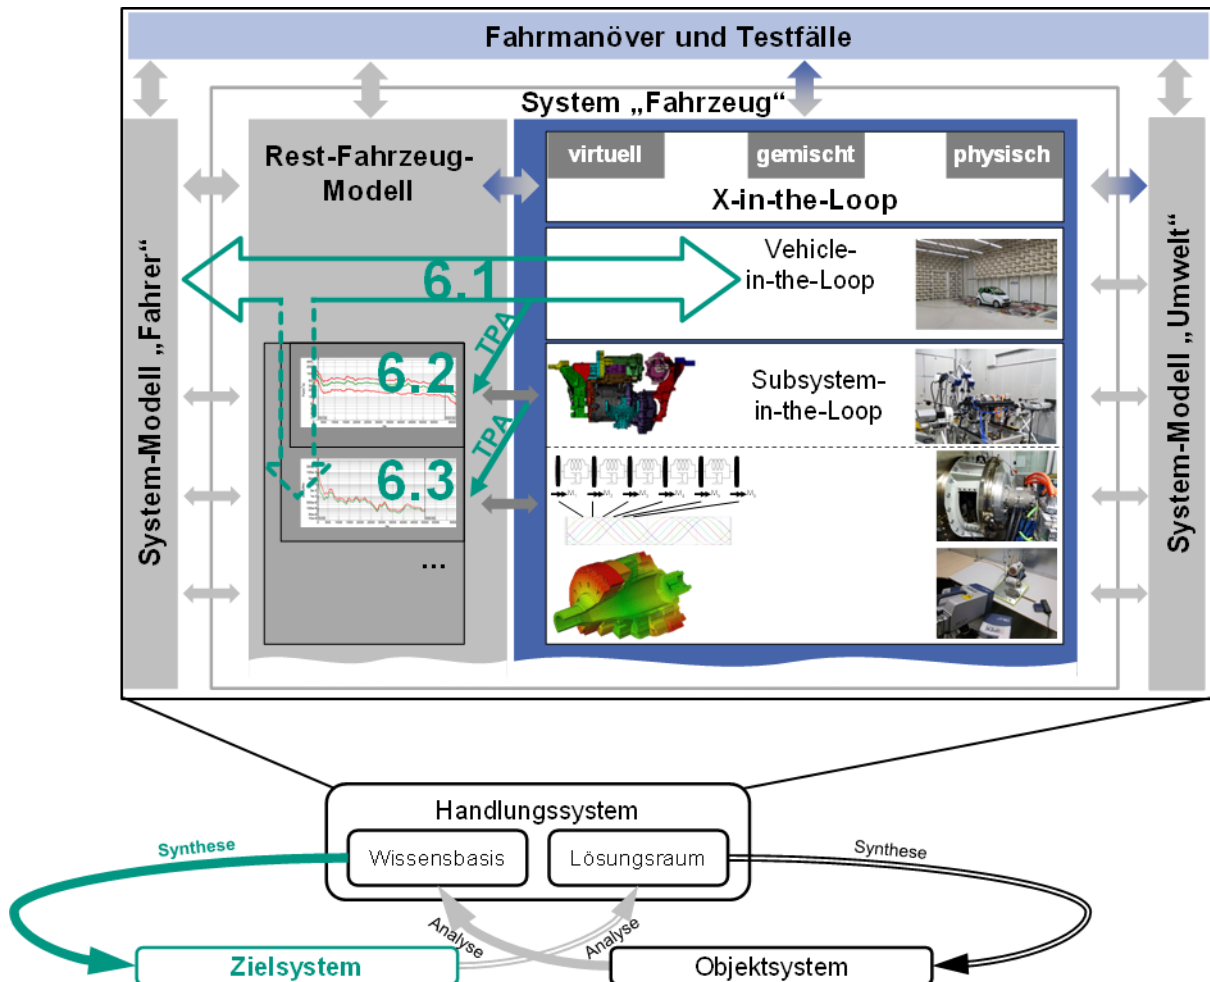 Fahrmanöver und Testfälle
System „Fahrzeug“
System-Modell „Fahrer“
Rest-Fahrzeug-
Modell
virtuell
gemischt
physisch
X-in-the-Loop
System-Modell „Umwelt“
6.1
Vehicle-
in-the-Loop
TPA
6.2
Subsystem-
in-the-Loop
TPA
6.3
...
Handlungssystem
Wissensbasis
Lösungsraum
Synthese
Synthese
Analyse
Analyse
Zielsystem
Objektsystem